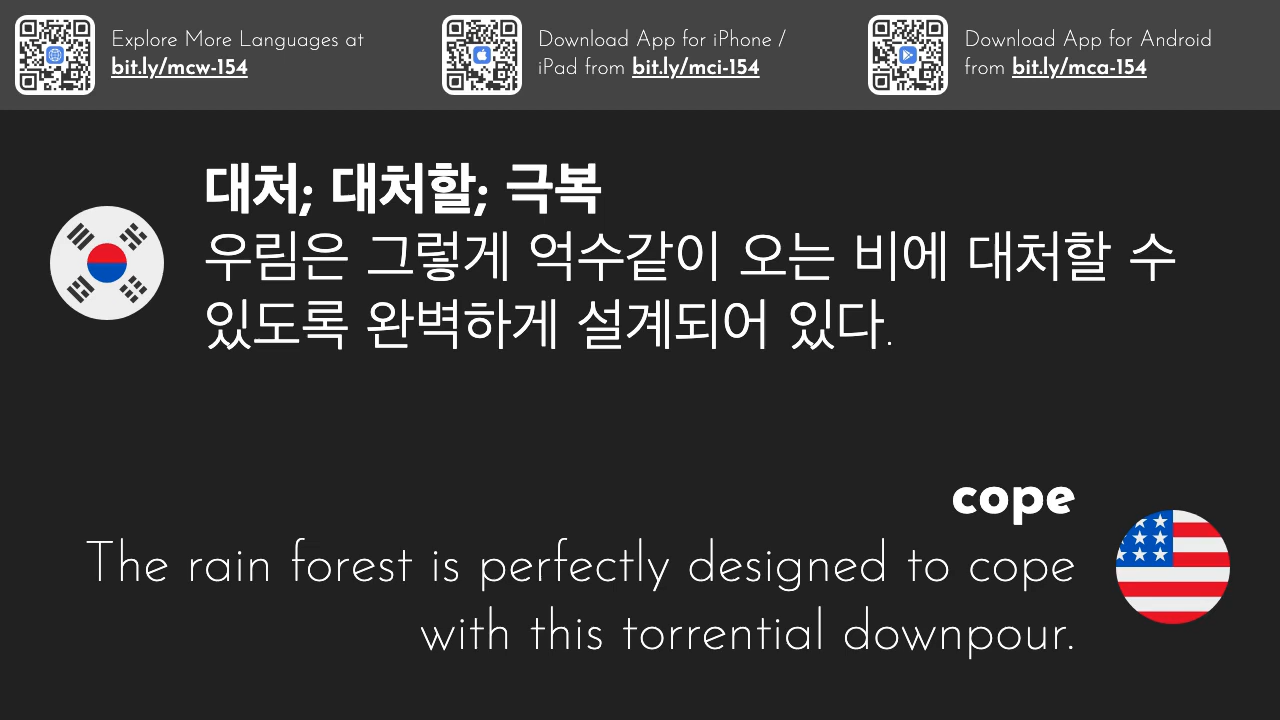 Explore More Languages at
bit.ly/mcw-154
Download App for iPhone /
iPad from bit.ly/mci-154
Download App for Android
from bit.ly/mca-154
대처; 대처할; 극복
우림은 그렇게 억수같이 오는 비에 대처할 수
있도록 완벽하게 설계되어 있다.
cope
The rain forest is perfectly designed to cope
with this torrential downpour.